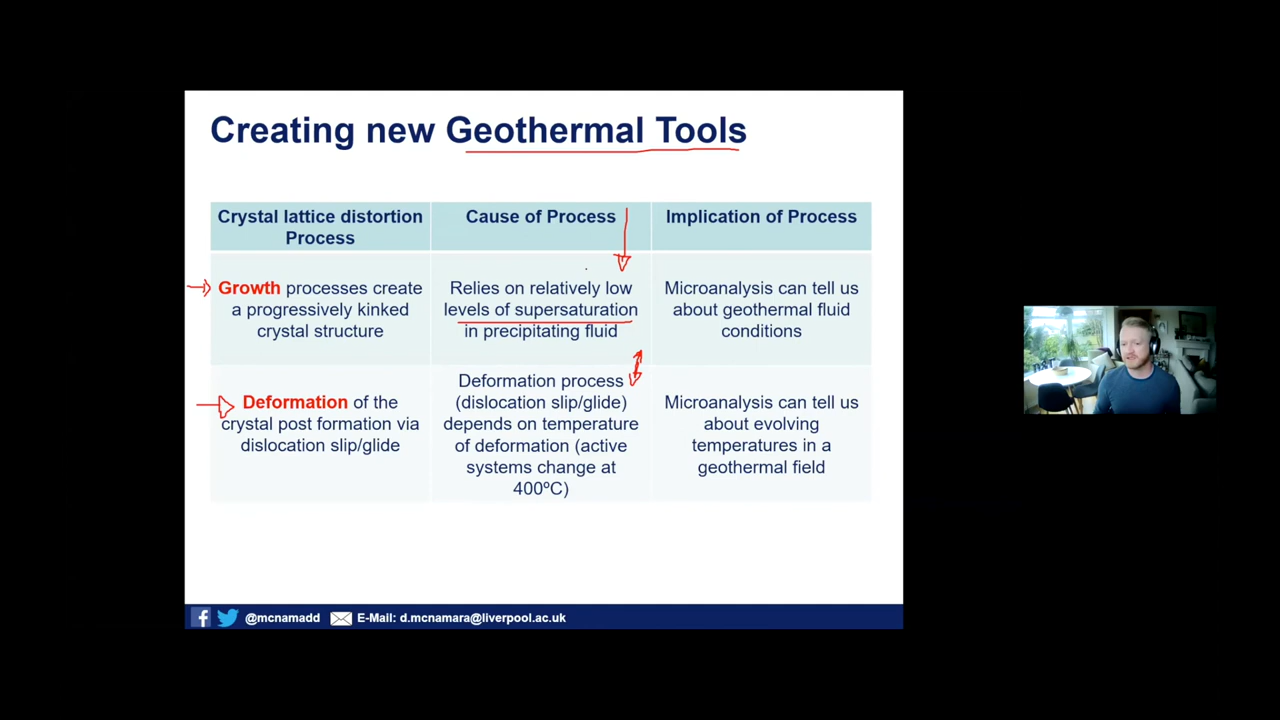 Creating new Geothermal Tools
Crystal lattice distortion
Process
Cause of Process
Implication of Process
Growth processes create
a progressively kinked
crystal structure
Relies on relatively low
levels of supersaturation
in precipitating fluid
Microanalysis can tell us
about geothermal fluid
conditions
Deformation of the
crystal post formation via
dislocation slip/glide
Deformation process
(dislocation slip/glide)
depends on temperature
of deformation (active
systems change at
400ºC)
Microanalysis can tell us
about evolving
temperatures in a
geothermal field
@mcnamadd E-Mail: d.mcnamara@liverpool.ac.uk